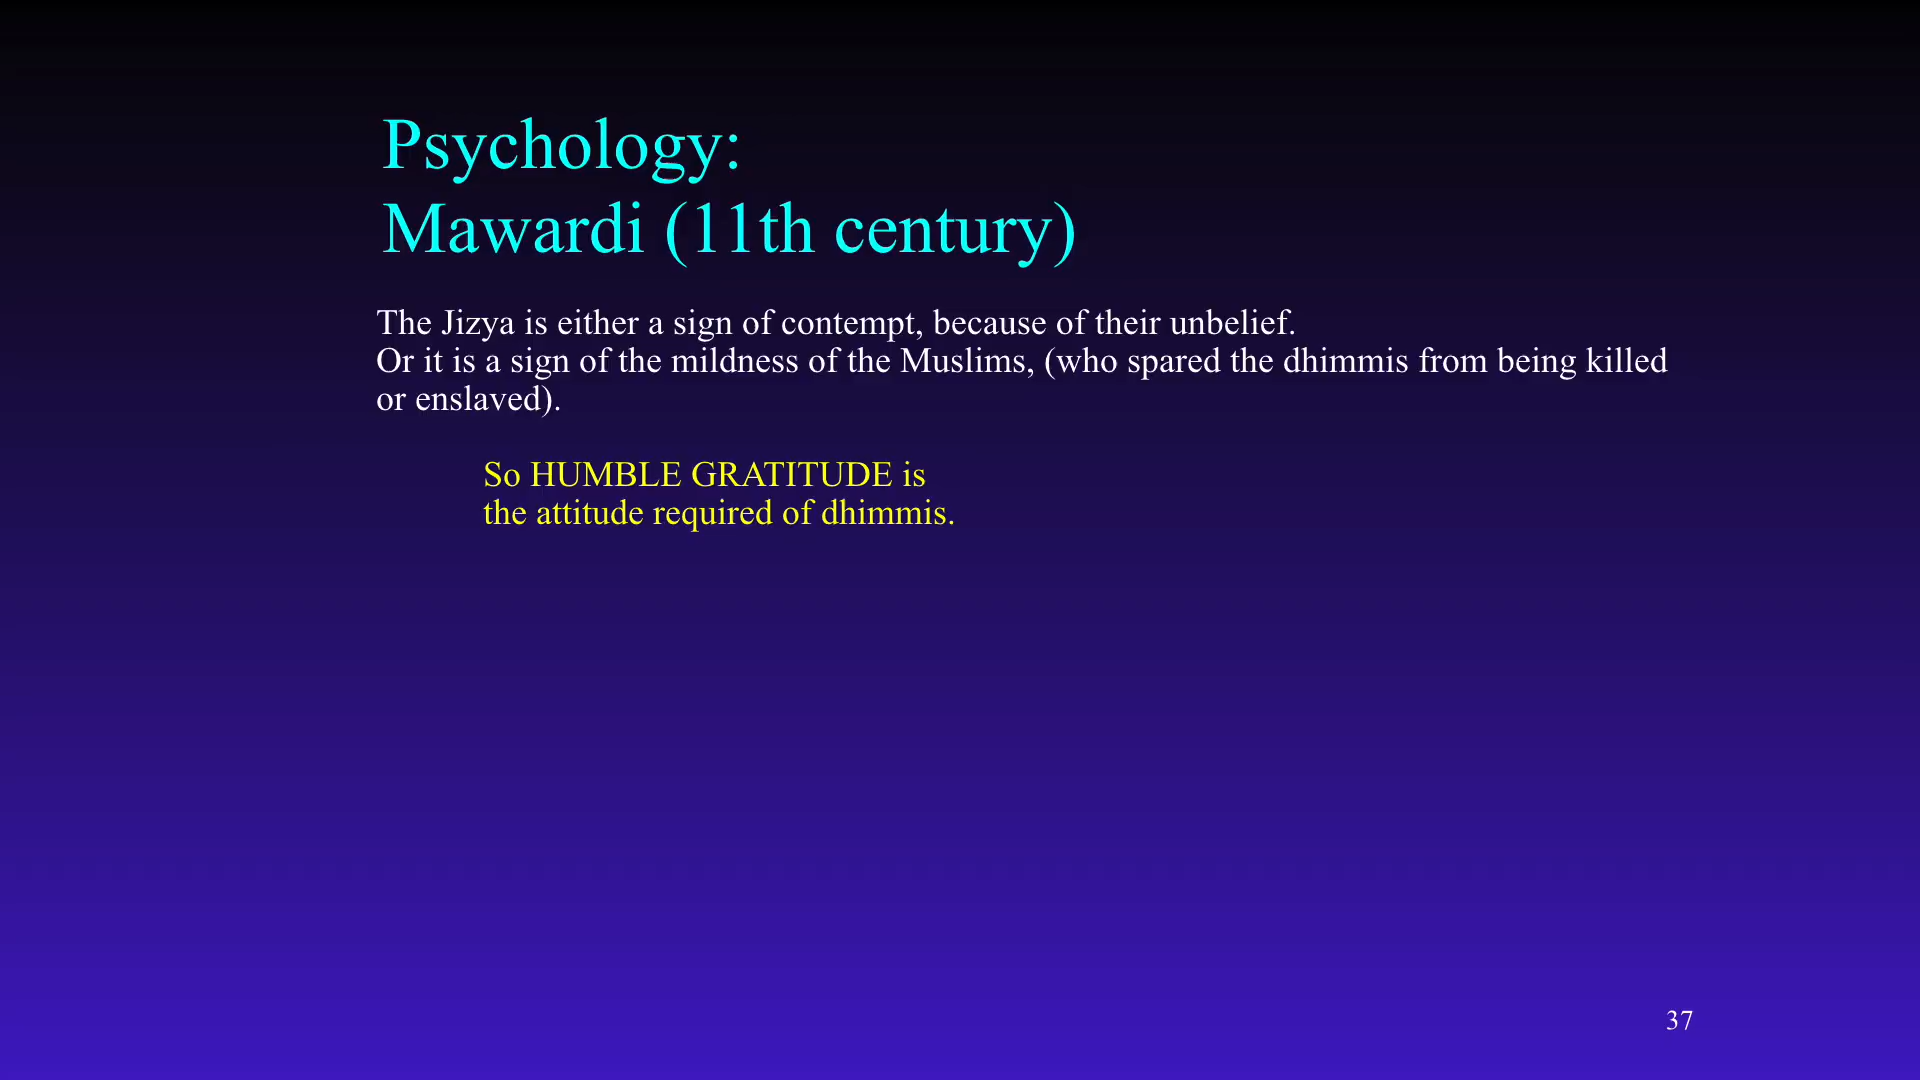 Psychology:
Mawardi (11th century)
The Jizya is either a sign of contempt, because of their unbelief.
Or it is a sign of the mildness of the Muslims, (who spared the dhimmis from being killed
or enslaved).
So HUMBLE GRATITUDE is
the attitude required of dhimmis.
37